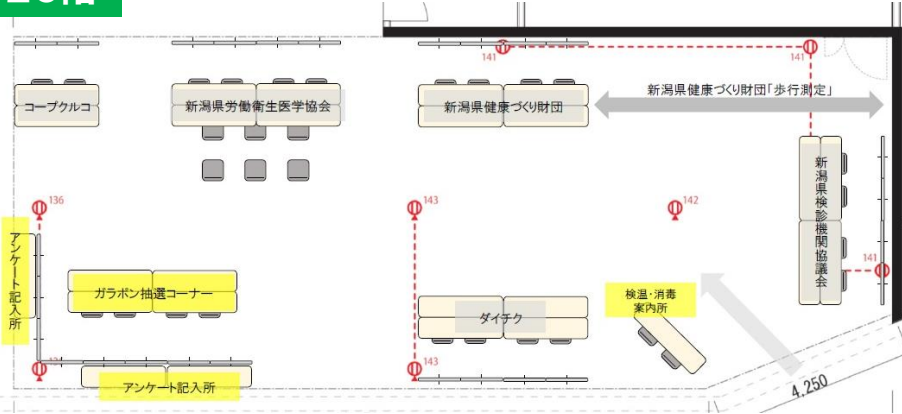 141
141
新潟県健康づくり財団「歩行測定」
コープクルコ
新潟県労働衛生医学協会
新潟県健康づくり財団
新潟県検診機関協議会
136
143
142
141
アンケート記入所
ガラポン抽選コーナー
検温・消毒
案内所
ダイチク
143
アンケート記入所
4,250